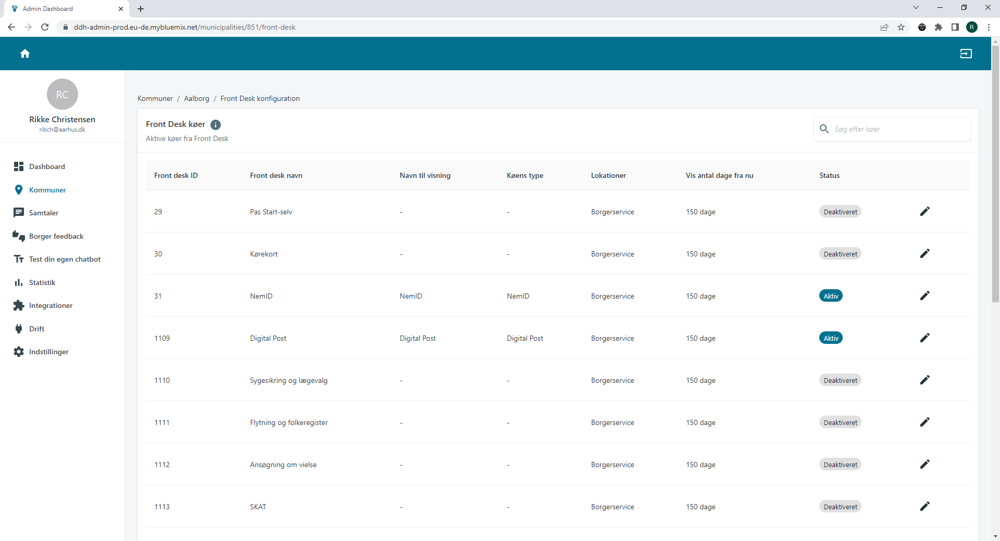 Admin Dashboard
ddh-admin-prod.eu-de.mybluemix.net/municipalities/851/front-desk
R
RC
Rikke Christensen
ribch@aarhus.dk
Dashboard
Kommuner
Samtaler
Borger feedback
Test din egen chatbot
Statistik
Integrationer
Drift
Indstillinger
Kommuner / Aalborg / Front Desk konfiguration
Front Desk køer
Aktive køer fra Front Desk
Søg efter køer
Front desk ID Front desk navn Navn til visning Køens type Lokationer Vis antal dage fra nu Status
29 Pas Start-selv - - Borgerservice 150 dage Deaktiveret
30 Kørekort - - Borgerservice 150 dage Deaktiveret
31 NemID NemID NemID Borgerservice 150 dage Aktiv
1109 Digital Post Digital Post Digital Post Borgerservice 150 dage Aktiv
1110 Sygesikring og lægevalg - - Borgerservice 150 dage Deaktiveret
1111 Flytning og folkeregister - - Borgerservice 150 dage Deaktiveret
1112 Ansøgning om vielse - - Borgerservice 150 dage Deaktiveret
1113 SKAT - - Borgerservice 150 dage Deaktiveret